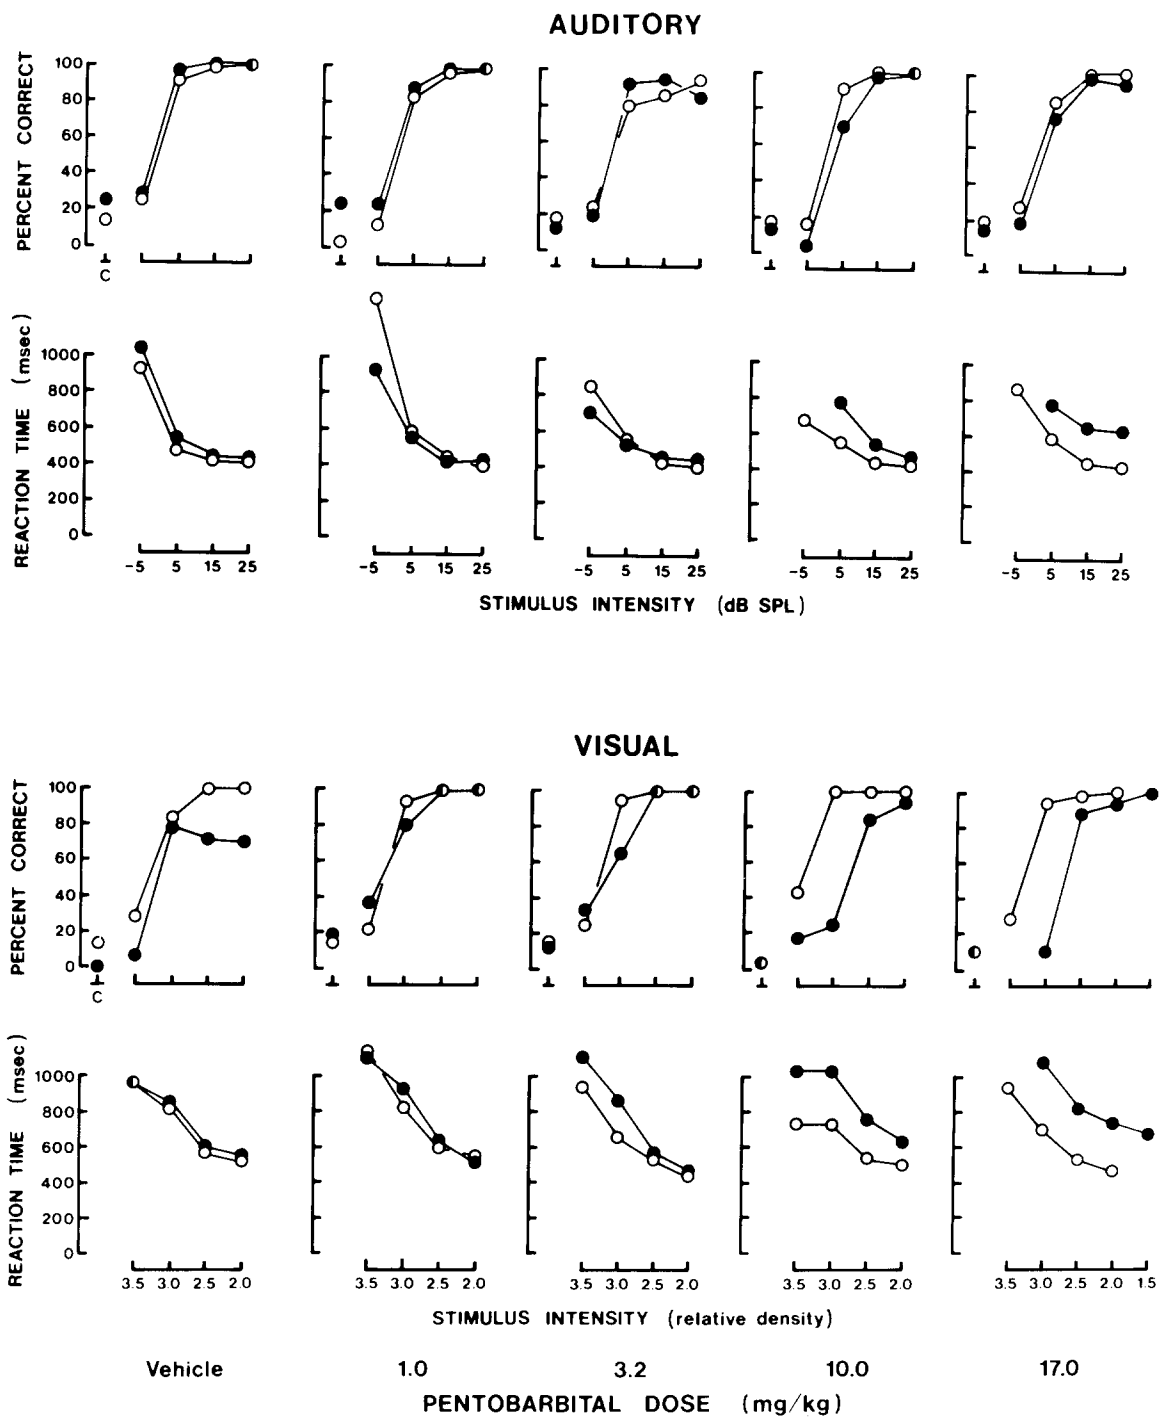 AUDITORY
PERCENT CORRECT
100
80
60
40
20
0
C
REACTION TIME (msec)
1000
800
600
400
200
0
-5 5 15 25 -5 5 15 25 -5 5 15 25 -5 5 15 25 -5 5 15 25
STIMULUS INTENSITY (dB SPL)
VISUAL
PERCENT CORRECT
100
80
60
40
20
0
C
REACTION TIME (msec)
1000
800
600
400
200
0
3.5 3.0 2.5 2.0 3.5 3.0 2.5 2.0 3.5 3.0 2.5 2.0 3.5 3.0 2.5 2.0 3.5 3.0 2.5 2.0 1.5
STIMULUS INTENSITY (relative density)
Vehicle 1.0 3.2 10.0 17.0
PENTOBARBITAL DOSE (mg/kg)